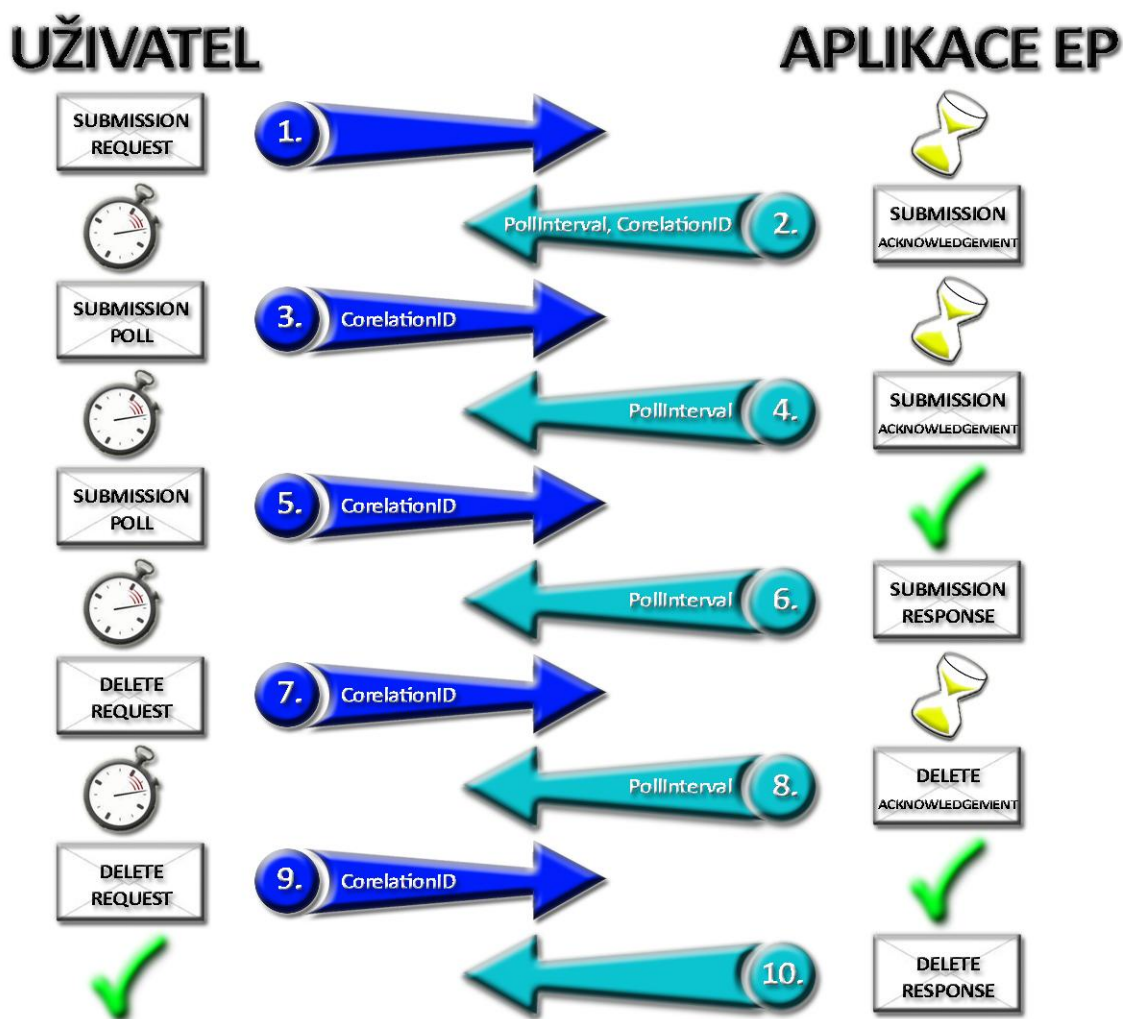 UŽIVATEL
APLIKACE EP
SUBMISSION
REQUEST
1.
PollInterval, CorelationID
2.
SUBMISSION
ACKNOWLEDGEMENT
SUBMISSION
POLL
3.
CorelationID
PollInterval
4.
SUBMISSION
ACKNOWLEDGEMENT
SUBMISSION
POLL
5.
CorelationID
PollInterval
6.
SUBMISSION
RESPONSE
DELETE
REQUEST
7.
CorelationID
PollInterval
8.
DELETE
ACKNOWLEDGEMENT
DELETE
REQUEST
9.
CorelationID
10.
DELETE
RESPONSE